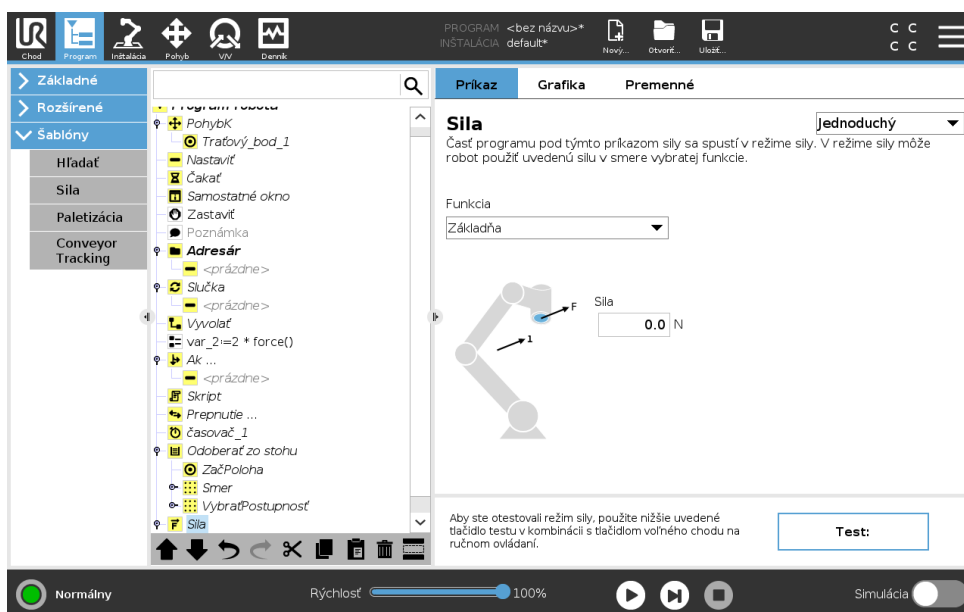 UR
PROGRAM <bez názvu>*
INŠTALÁCIA default*
C C
C C
Chod
Program
Inštalácia
Pohyb
V/V
Denník
Nový...
Otvoriť...
Uložiť...
Základné
Rozšírené
Šablóny
Hľadať
Sila
Paletizácia
Conveyor
Tracking
Program robota
PohybK
Traťový_bod_1
Nastaviť
Čakať
Samostatné okno
Zastaviť
Poznámka
Adresár
<prázdne>
Slučka
<prázdne>
Vyvolať
var_2:=2 * force()
Ak ...
<prázdne>
Skript
Prepnutie ...
časovač_1
Odoberať zo stohu
ZačPoloha
Smer
VybraťPostupnosť
Sila
Príkaz
Grafika
Premenné
Sila
Jednoduchý
Časť programu pod týmto príkazom sily sa spustí v režime sily. V režime sily môže
robot použiť uvedenú silu v smere vybratej funkcie.
Funkcia
Základňa
F
1
Sila
0.0 N
Aby ste otestovali režim sily, použite nižšie uvedené
tlačidlo testu v kombinácii s tlačidlom voľného chodu na
ručnom ovládaní.
Test:
Normálny
Rýchlosť
100%
Simulácia